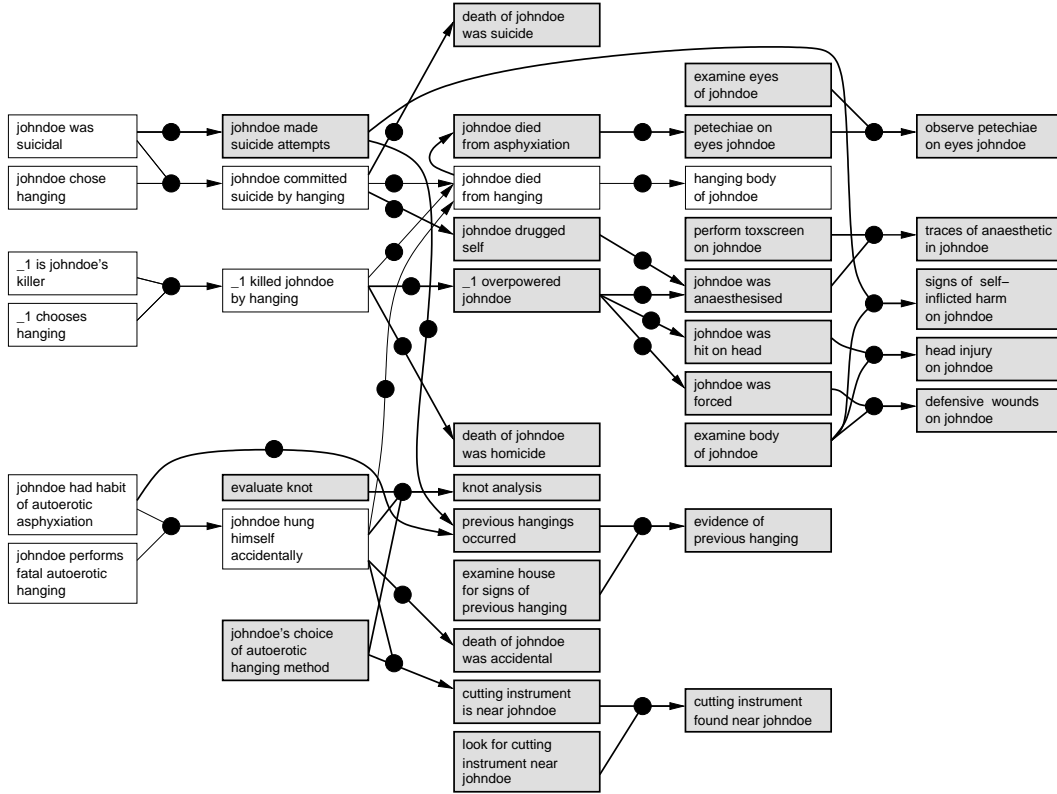 death of johndoe
was suicide
examine eyes
of johndoe
johndoe was
suicidal
johndoe made
suicide attempts
johndoe died
from asphyxiation
petechiae on
eyes johndoe
observe petechiae
on eyes johndoe
johndoe chose
hanging
johndoe committed
suicide by hanging
johndoe died
from hanging
hanging body
of johndoe
johndoe drugged
self
perform toxscreen
on johndoe
traces of anaesthetic
in johndoe
_1 is johndoe's
killer
_1 killed johndoe
by hanging
_1 overpowered
johndoe
johndoe was
anaesthesised
signs of self–
inflicted harm
on johndoe
_1 chooses
hanging
johndoe was
hit on head
head injury
on johndoe
johndoe was
forced
defensive wounds
on johndoe
death of johndoe
was homicide
examine body
of johndoe
johndoe had habit
of autoerotic
asphyxiation
evaluate knot
knot analysis
johndoe hung
himself
accidentally
previous hangings
occurred
evidence of
previous hanging
johndoe performs
fatal autoerotic
hanging
examine house
for signs of
previous hanging
johndoe's choice
of autoerotic
hanging method
death of johndoe
was accidental
cutting instrument
is near johndoe
cutting instrument
found near johndoe
look for cutting
instrument near
johndoe